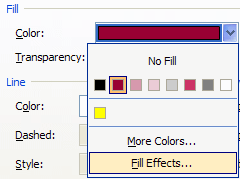 Fill
Color:
No Fill
Transparency:
Line
Color:
Dashed:
More Colors...
Style:
Fill Effects...